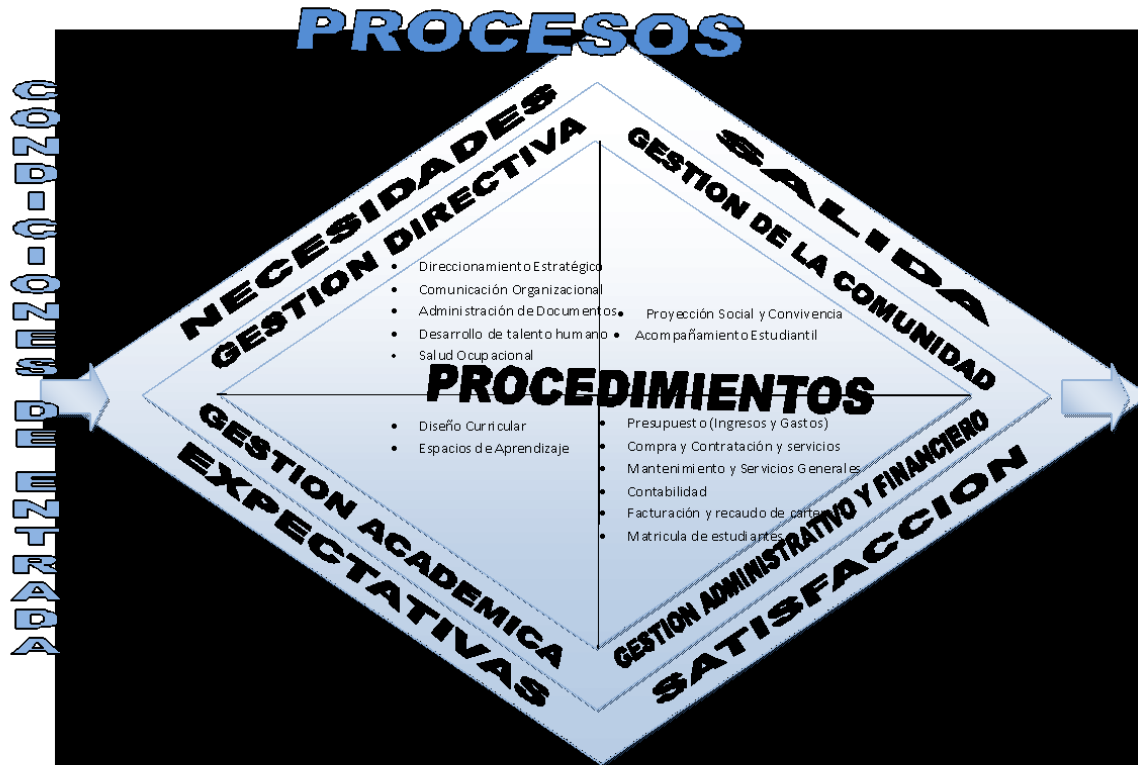 PROCESOS
CONDICIONES DE ENTRADA
NECESIDADES
GESTION DIRECTIVA
SALIDA
GESTION DE LA COMUNIDAD
• Direccionamiento Estratégico
• Comunicación Organizacional
• Administración de Documentos
• Desarrollo de talento humano
• Salud Ocupacional
• Proyección Social y Convivencia
• Acompañamiento Estudiantil
PROCEDIMIENTOS
• Diseño Curricular
• Espacios de Aprendizaje
• Presupuesto (Ingresos y Gastos)
• Compra y Contratación y servicios
• Mantenimiento y Servicios Generales
• Contabilidad
• Facturación y recaudo de cartera
• Matricula de estudiantes
GESTION ACADEMICA
EXPECTATIVAS
GESTION ADMINISTRATIVO Y FINANCIERO
SATISFACCION